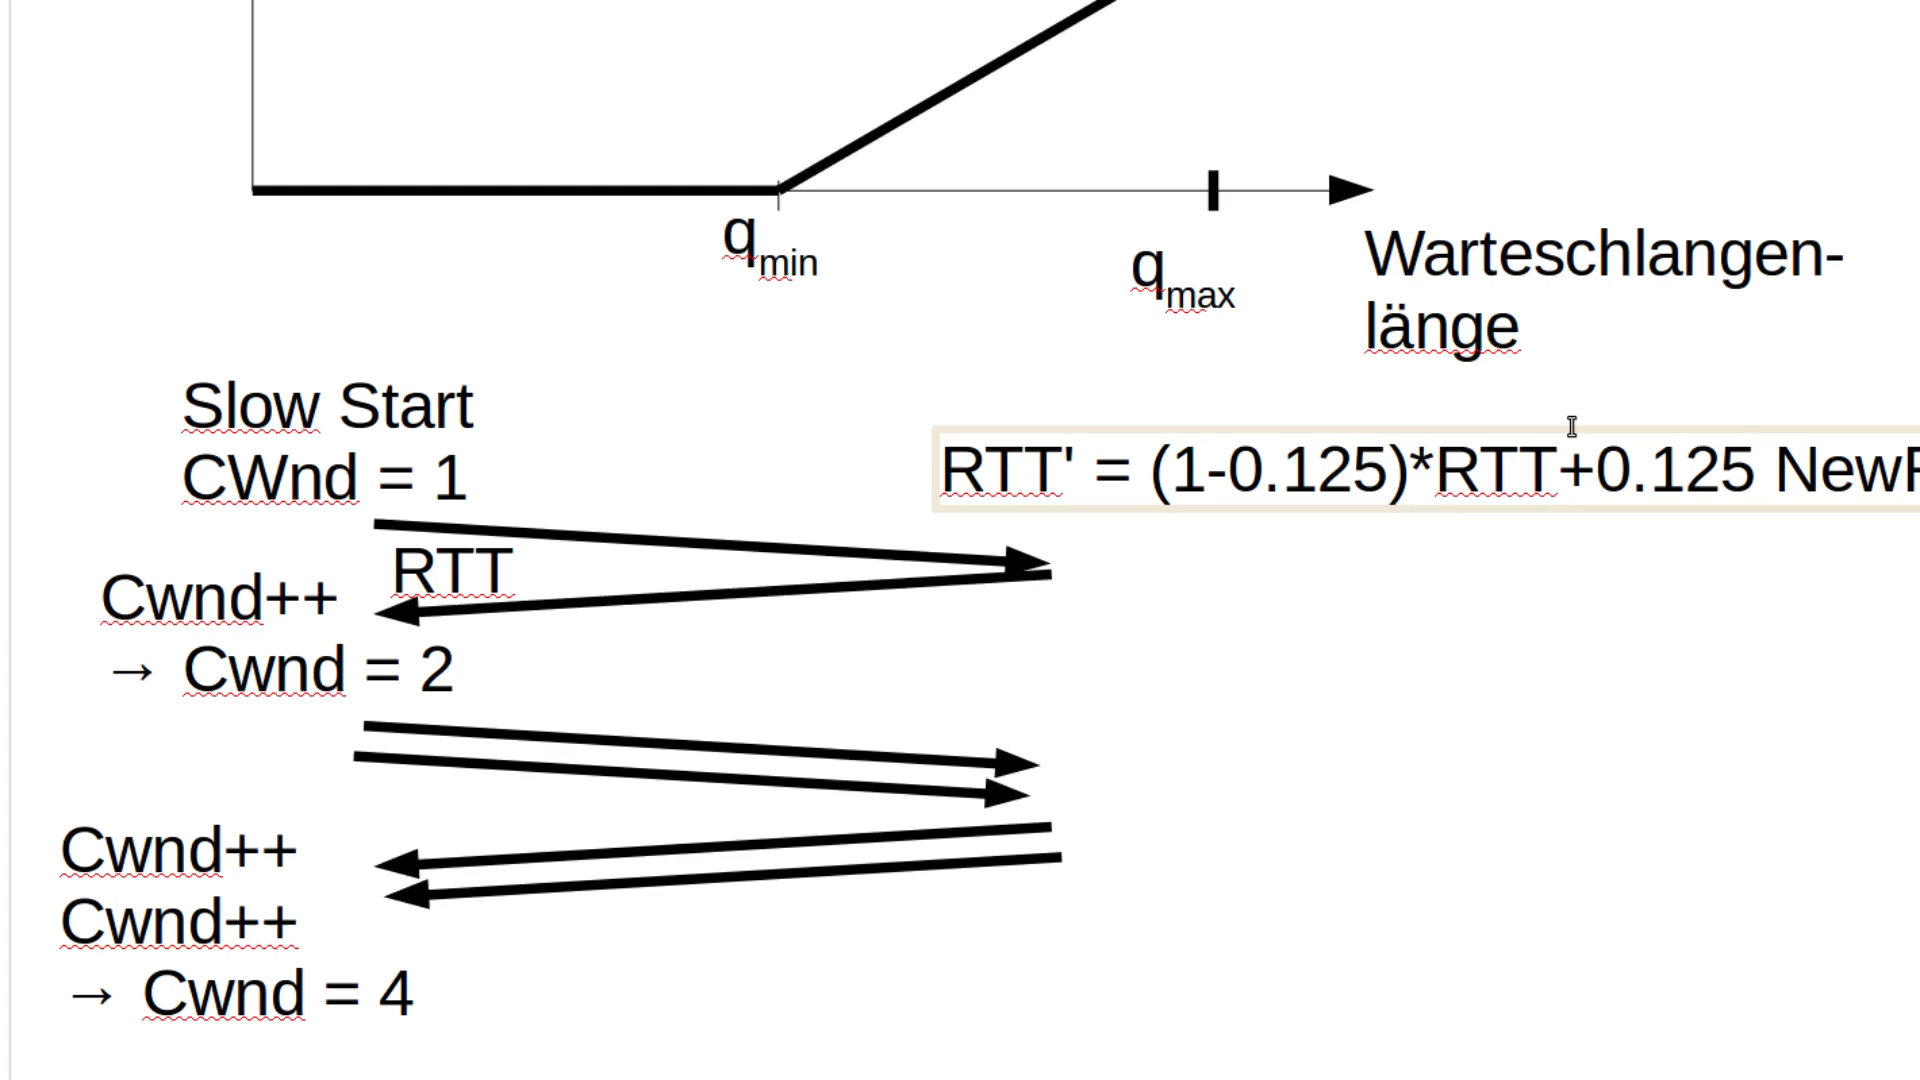 q_min
q_max
Warteschlangen-
länge
Slow Start
CWnd = 1
RTT' = (1-0.125)*RTT+0.125
RTT
Cwnd++
→ Cwnd = 2
Cwnd++
Cwnd++
→ Cwnd = 4